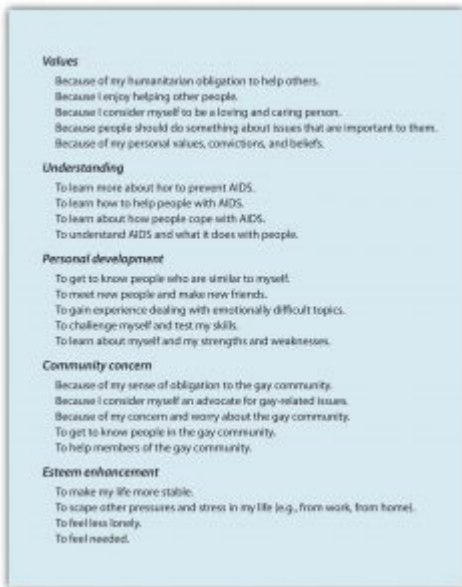 Values
Because of my humanitarian obligation to help others.
Because I enjoy helping other people.
Because I consider myself to be a loving and caring person.
Because people should do something about issues that are important to them.
Because of my personal values, convictions, and beliefs.
Understanding
To learn more about hor to prevent AIDS.
To learn how to help people with AIDS.
To learn about how people cope with AIDS.
To understand AIDS and what it does with people.
Personal development
To get to know people who are similar to myself.
To meet new people and make new friends.
To gain experience dealing with emotionally difficult topics.
To challenge myself and test my skills.
To learn about myself and my strengths and weaknesses.
Community concern
Because of my sense of obligation to the gay community.
Because I consider myself an advocate for gay-related issues.
Because of my concern and worry about the gay community.
To get to know people in the gay community.
To help members of the gay community.
Esteem enhancement
To make my life more stable.
To scape other pressures and stress in my life (e.g., from work, from home).
To feel less lonely.
To feel needed.